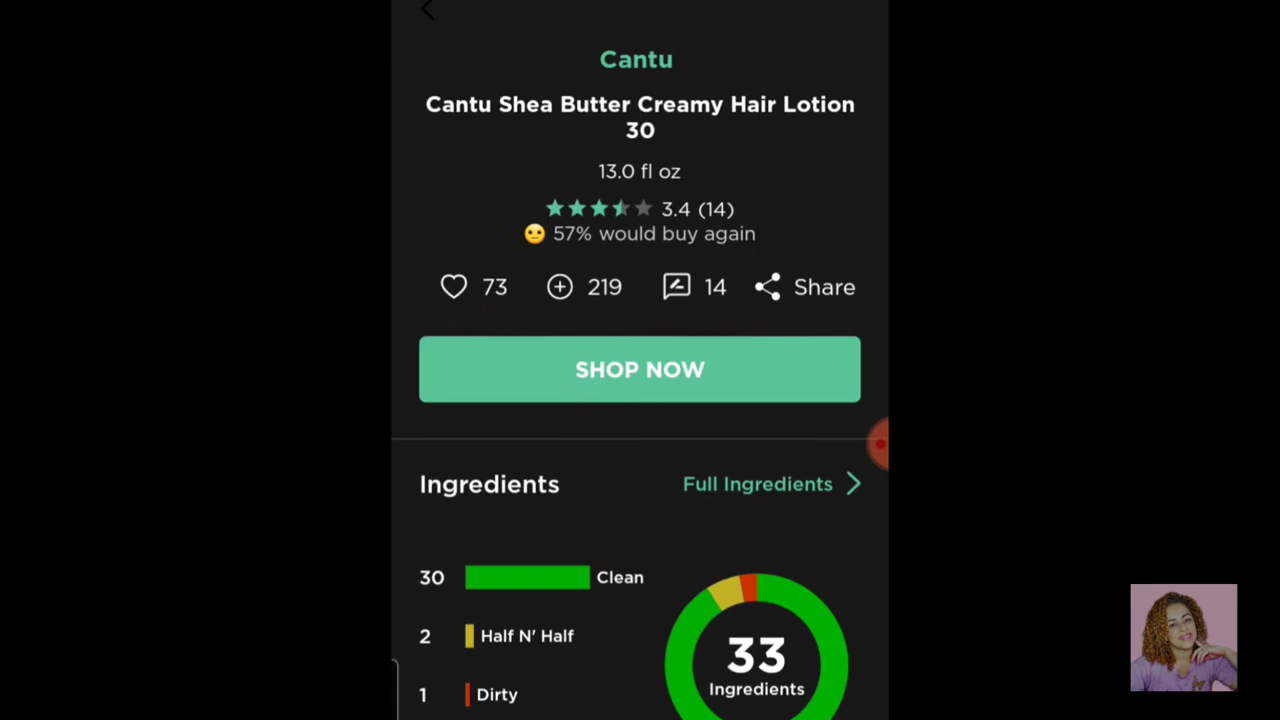 Cantu
Cantu Shea Butter Creamy Hair Lotion
30
13.0 fl oz
3.4 (14)
57% would buy again
73 219 14 Share
SHOP NOW
Ingredients Full Ingredients
30 Clean
2 Half N' Half
33
Ingredients
1 Dirty